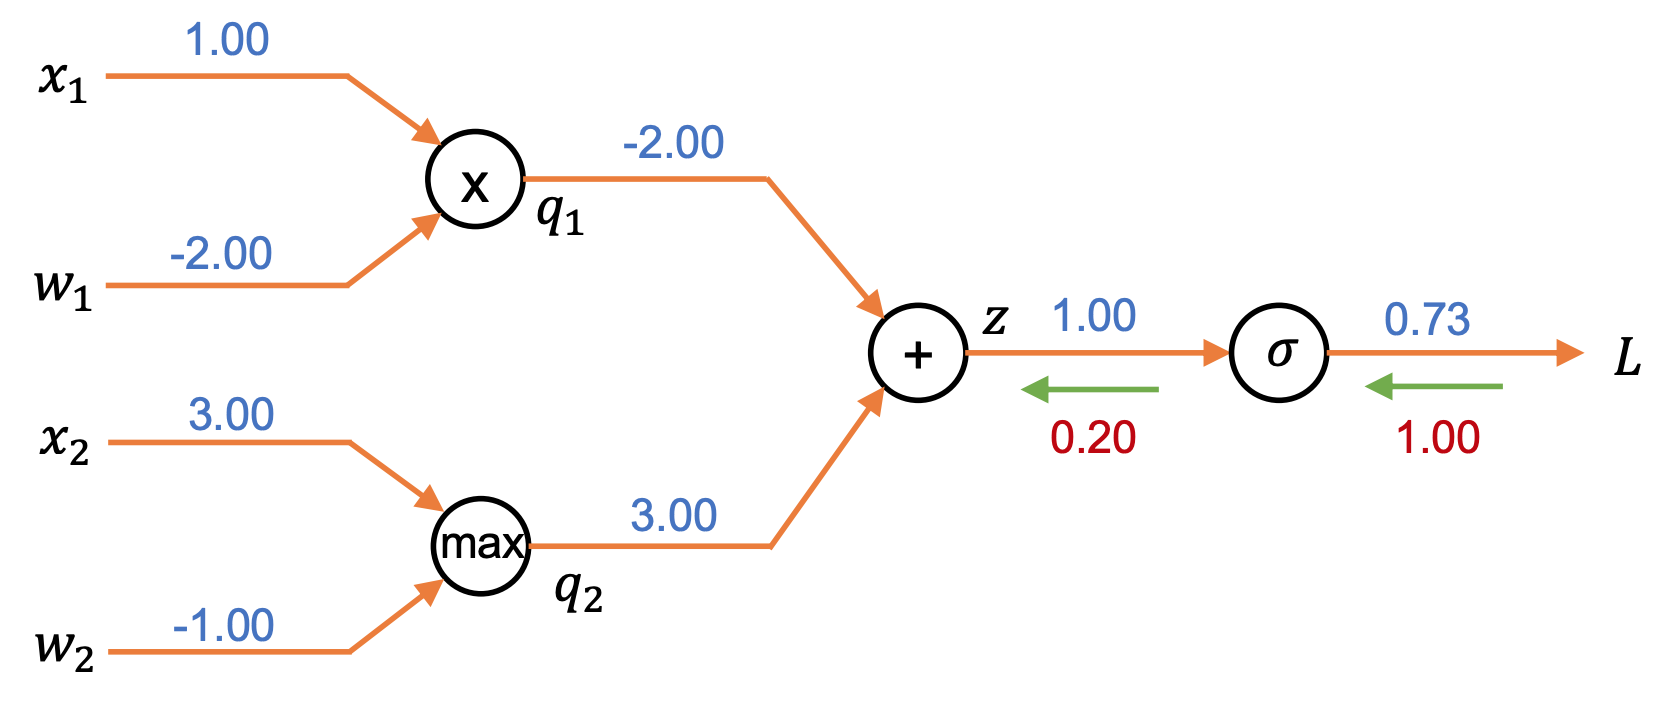 1.00
x₁
x
-2.00
q₁
-2.00
w₁
z
1.00
+
σ
0.73
L
0.20
1.00
3.00
x₂
max
3.00
q₂
-1.00
w₂